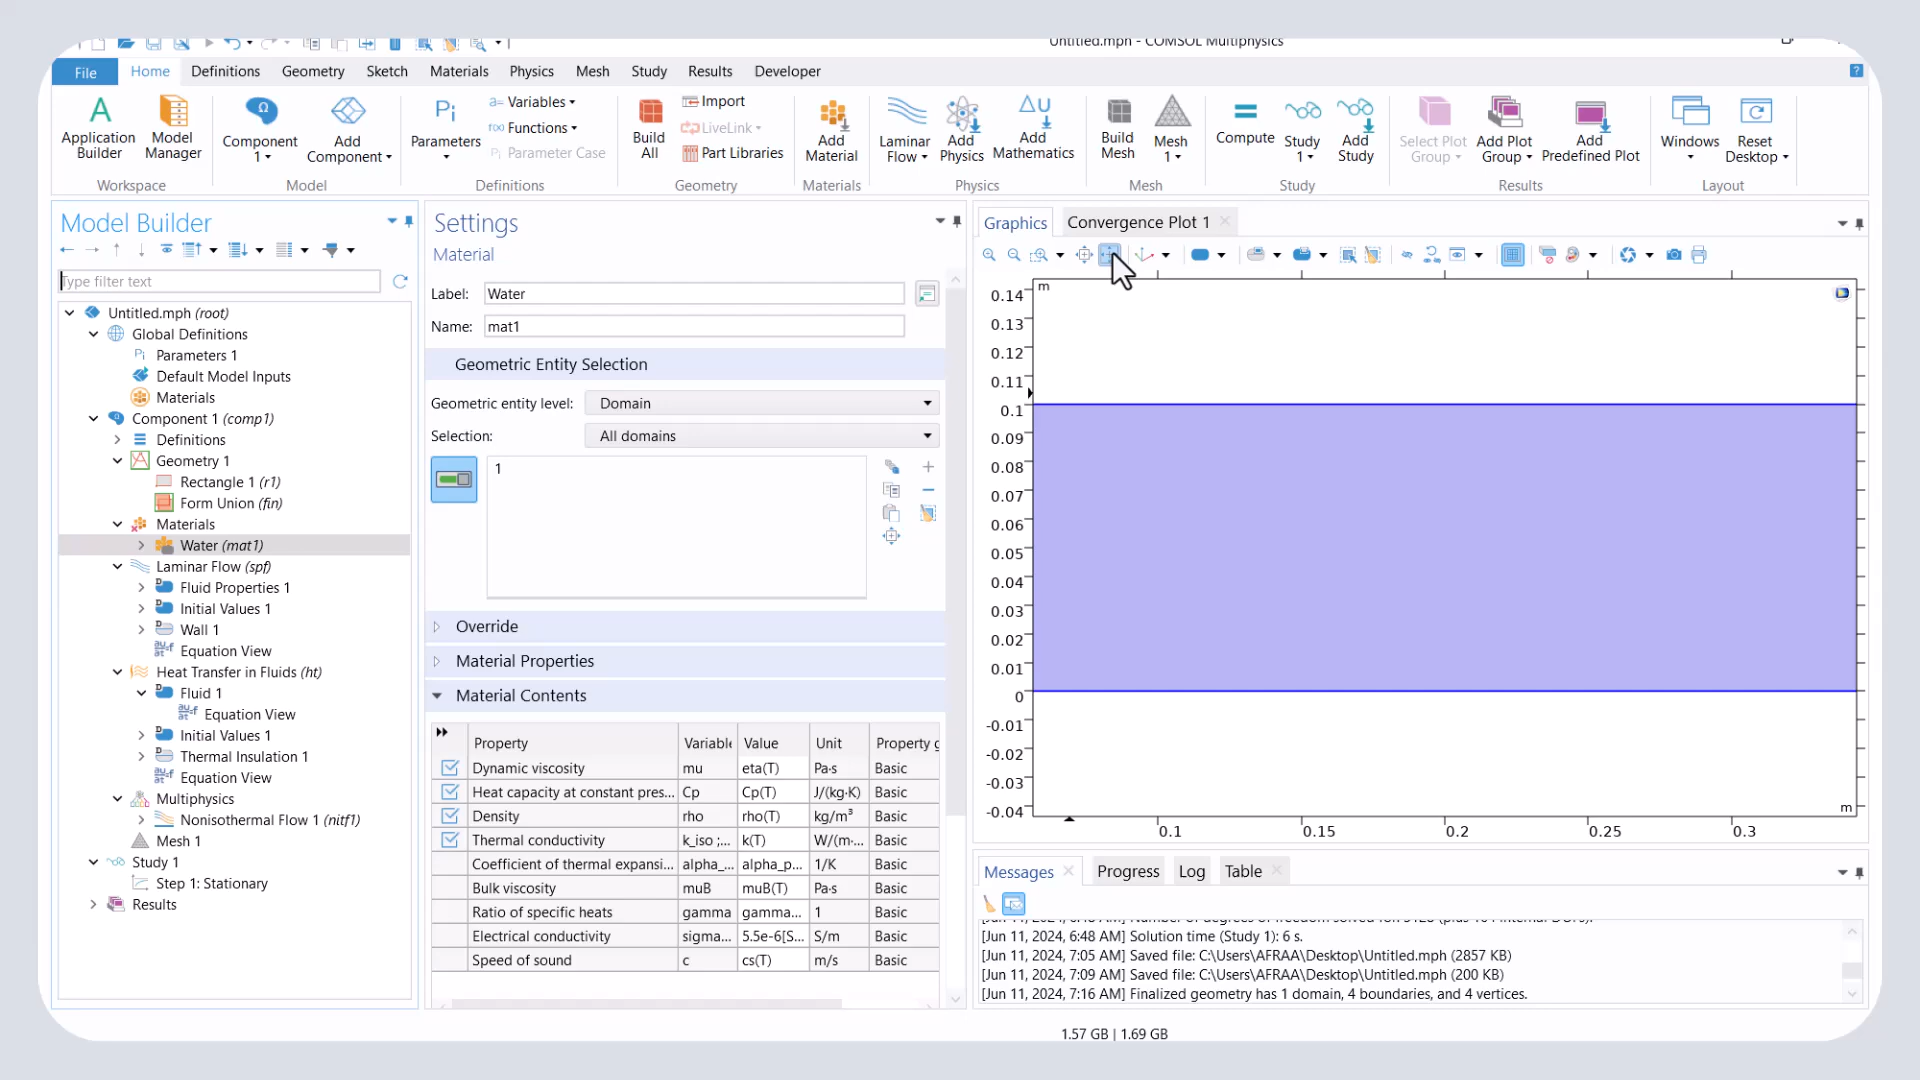 Untitled.mph - COMSOL Multiphysics
File Home Definitions Geometry Sketch Materials Physics Mesh Study Results Developer
Application Builder
Model Manager
Workspace
Component 1
Add Component
Model
Pi Parameters
a= Variables
f(x) Functions
Pi Parameter Case
Definitions
Build All
Import
LiveLink
Part Libraries
Geometry
Add Material
Materials
Laminar Flow
Add Physics
ΔU Add Mathematics
Physics
Build Mesh
Mesh 1
Mesh
Compute
Study 1
Add Study
Study
Select Plot Group
Add Plot Group
Add Predefined Plot
Results
Windows
Reset Desktop
Layout
Model Builder
Type filter text
Untitled.mph (root)
Global Definitions
Pi Parameters 1
Default Model Inputs
Materials
Component 1 (comp1)
Definitions
Geometry 1
Rectangle 1 (r1)
Form Union (fin)
Materials
Water (mat1)
Laminar Flow (spf)
Fluid Properties 1
Initial Values 1
Wall 1
Equation View
Heat Transfer in Fluids (ht)
Fluid 1
Equation View
Initial Values 1
Thermal Insulation 1
Equation View
Multiphysics
Nonisothermal Flow 1 (nitf1)
Mesh 1
Study 1
Step 1: Stationary
Results
Settings
Material
Label: Water
Name: mat1
Geometric Entity Selection
Geometric entity level: Domain
Selection: All domains
1
Override
Material Properties
Material Contents
Property Variable Value Unit Property g
Dynamic viscosity mu eta(T) Pa·s Basic
Heat capacity at constant pres... Cp Cp(T) J/(kg·K) Basic
Density rho rho(T) kg/m³ Basic
Thermal conductivity k_iso ;... k(T) W/(m·... Basic
Coefficient of thermal expansi... alpha_... alpha_p... 1/K Basic
Bulk viscosity muB muB(T) Pa·s Basic
Ratio of specific heats gamma gamma... 1 Basic
Electrical conductivity sigma... 5.5e-6[S... S/m Basic
Speed of sound c cs(T) m/s Basic
Graphics Convergence Plot 1
m
0.14
0.13
0.12
0.11
0.1
0.09
0.08
0.07
0.06
0.05
0.04
0.03
0.02
0.01
0
-0.01
-0.02
-0.03
-0.04
m
0.1 0.15 0.2 0.25 0.3
Messages Progress Log Table
[Jun 11, 2024, 6:48 AM] Solution time (Study 1): 6 s.
[Jun 11, 2024, 7:05 AM] Saved file: C:\Users\AFRAA\Desktop\Untitled.mph (2857 KB)
[Jun 11, 2024, 7:09 AM] Saved file: C:\Users\AFRAA\Desktop\Untitled.mph (200 KB)
[Jun 11, 2024, 7:16 AM] Finalized geometry has 1 domain, 4 boundaries, and 4 vertices.
1.57 GB | 1.69 GB